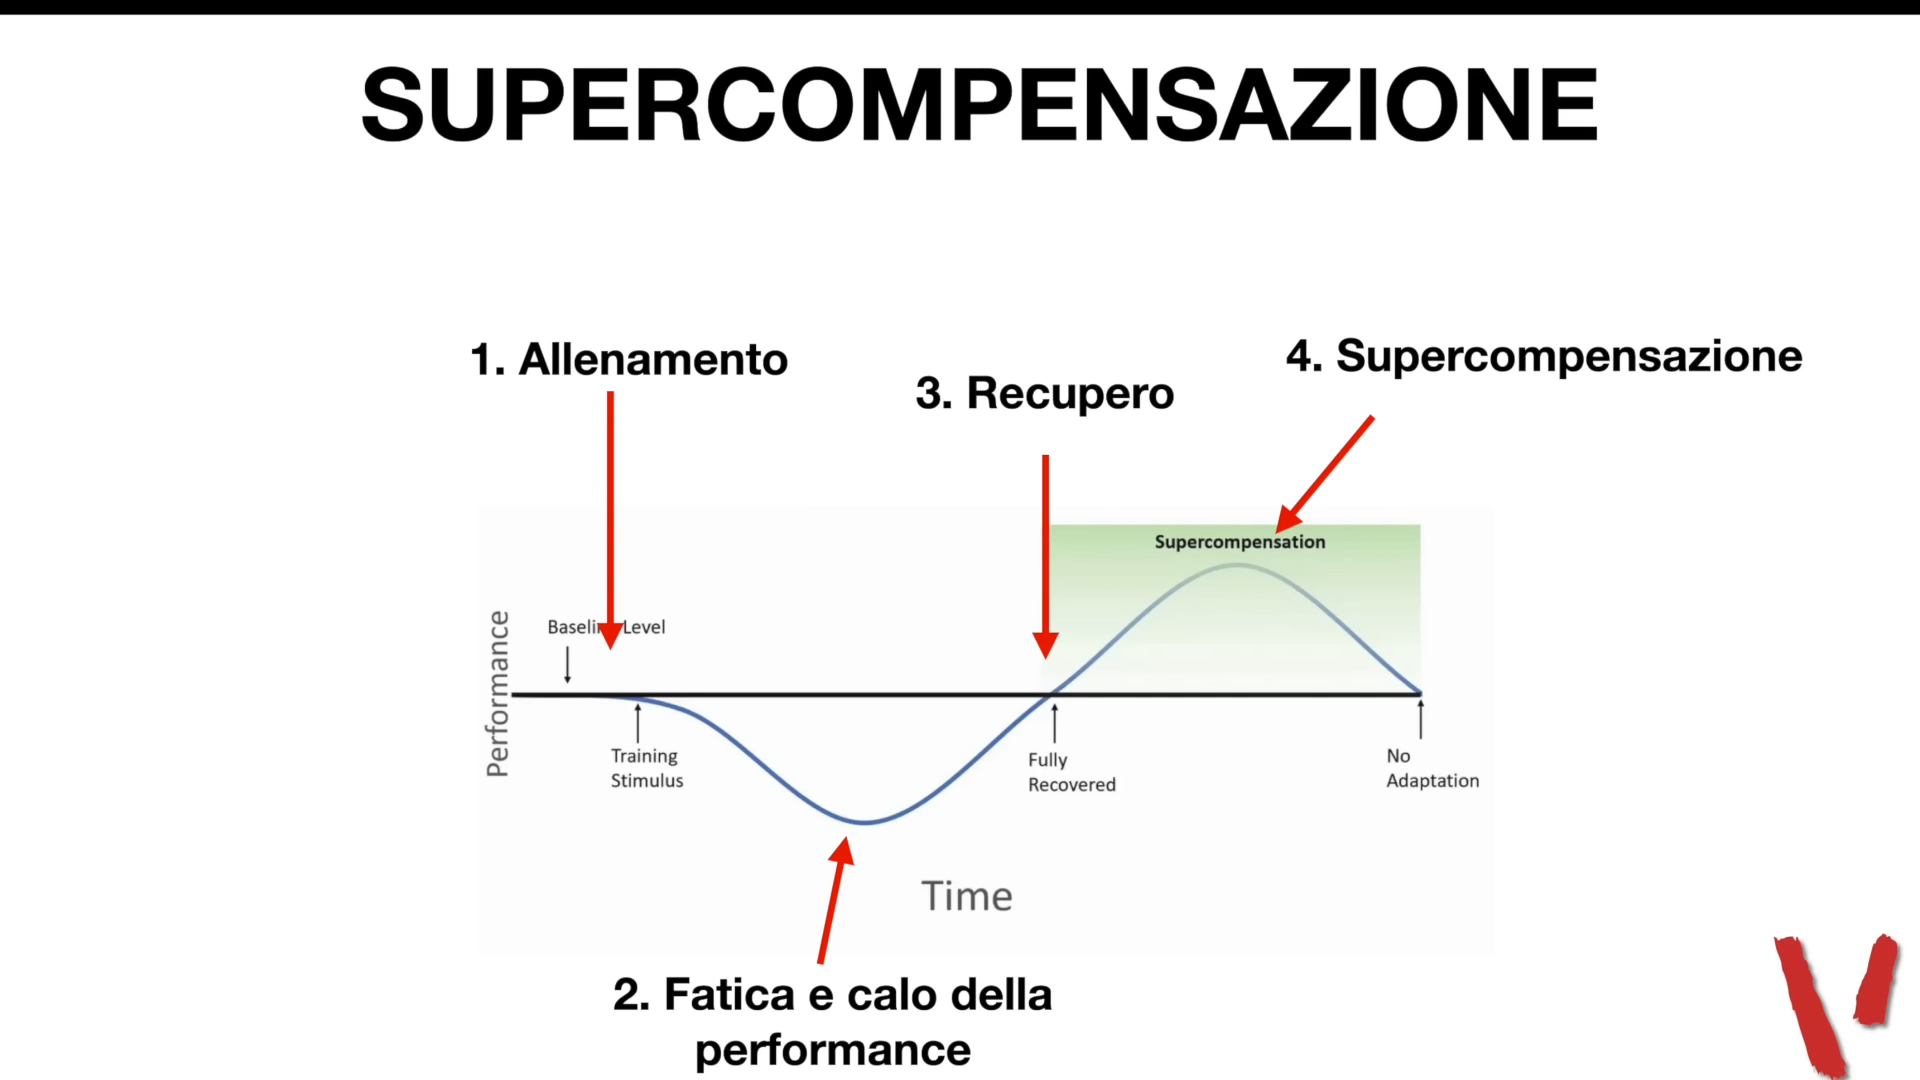 SUPERCOMPENSAZIONE
1. Allenamento
3. Recupero
4. Supercompensazione
Supercompensation
Level
Performance
Training
Stimulus
Fully
Recovered
No
Adaptation
Time
2. Fatica e calo della
performance